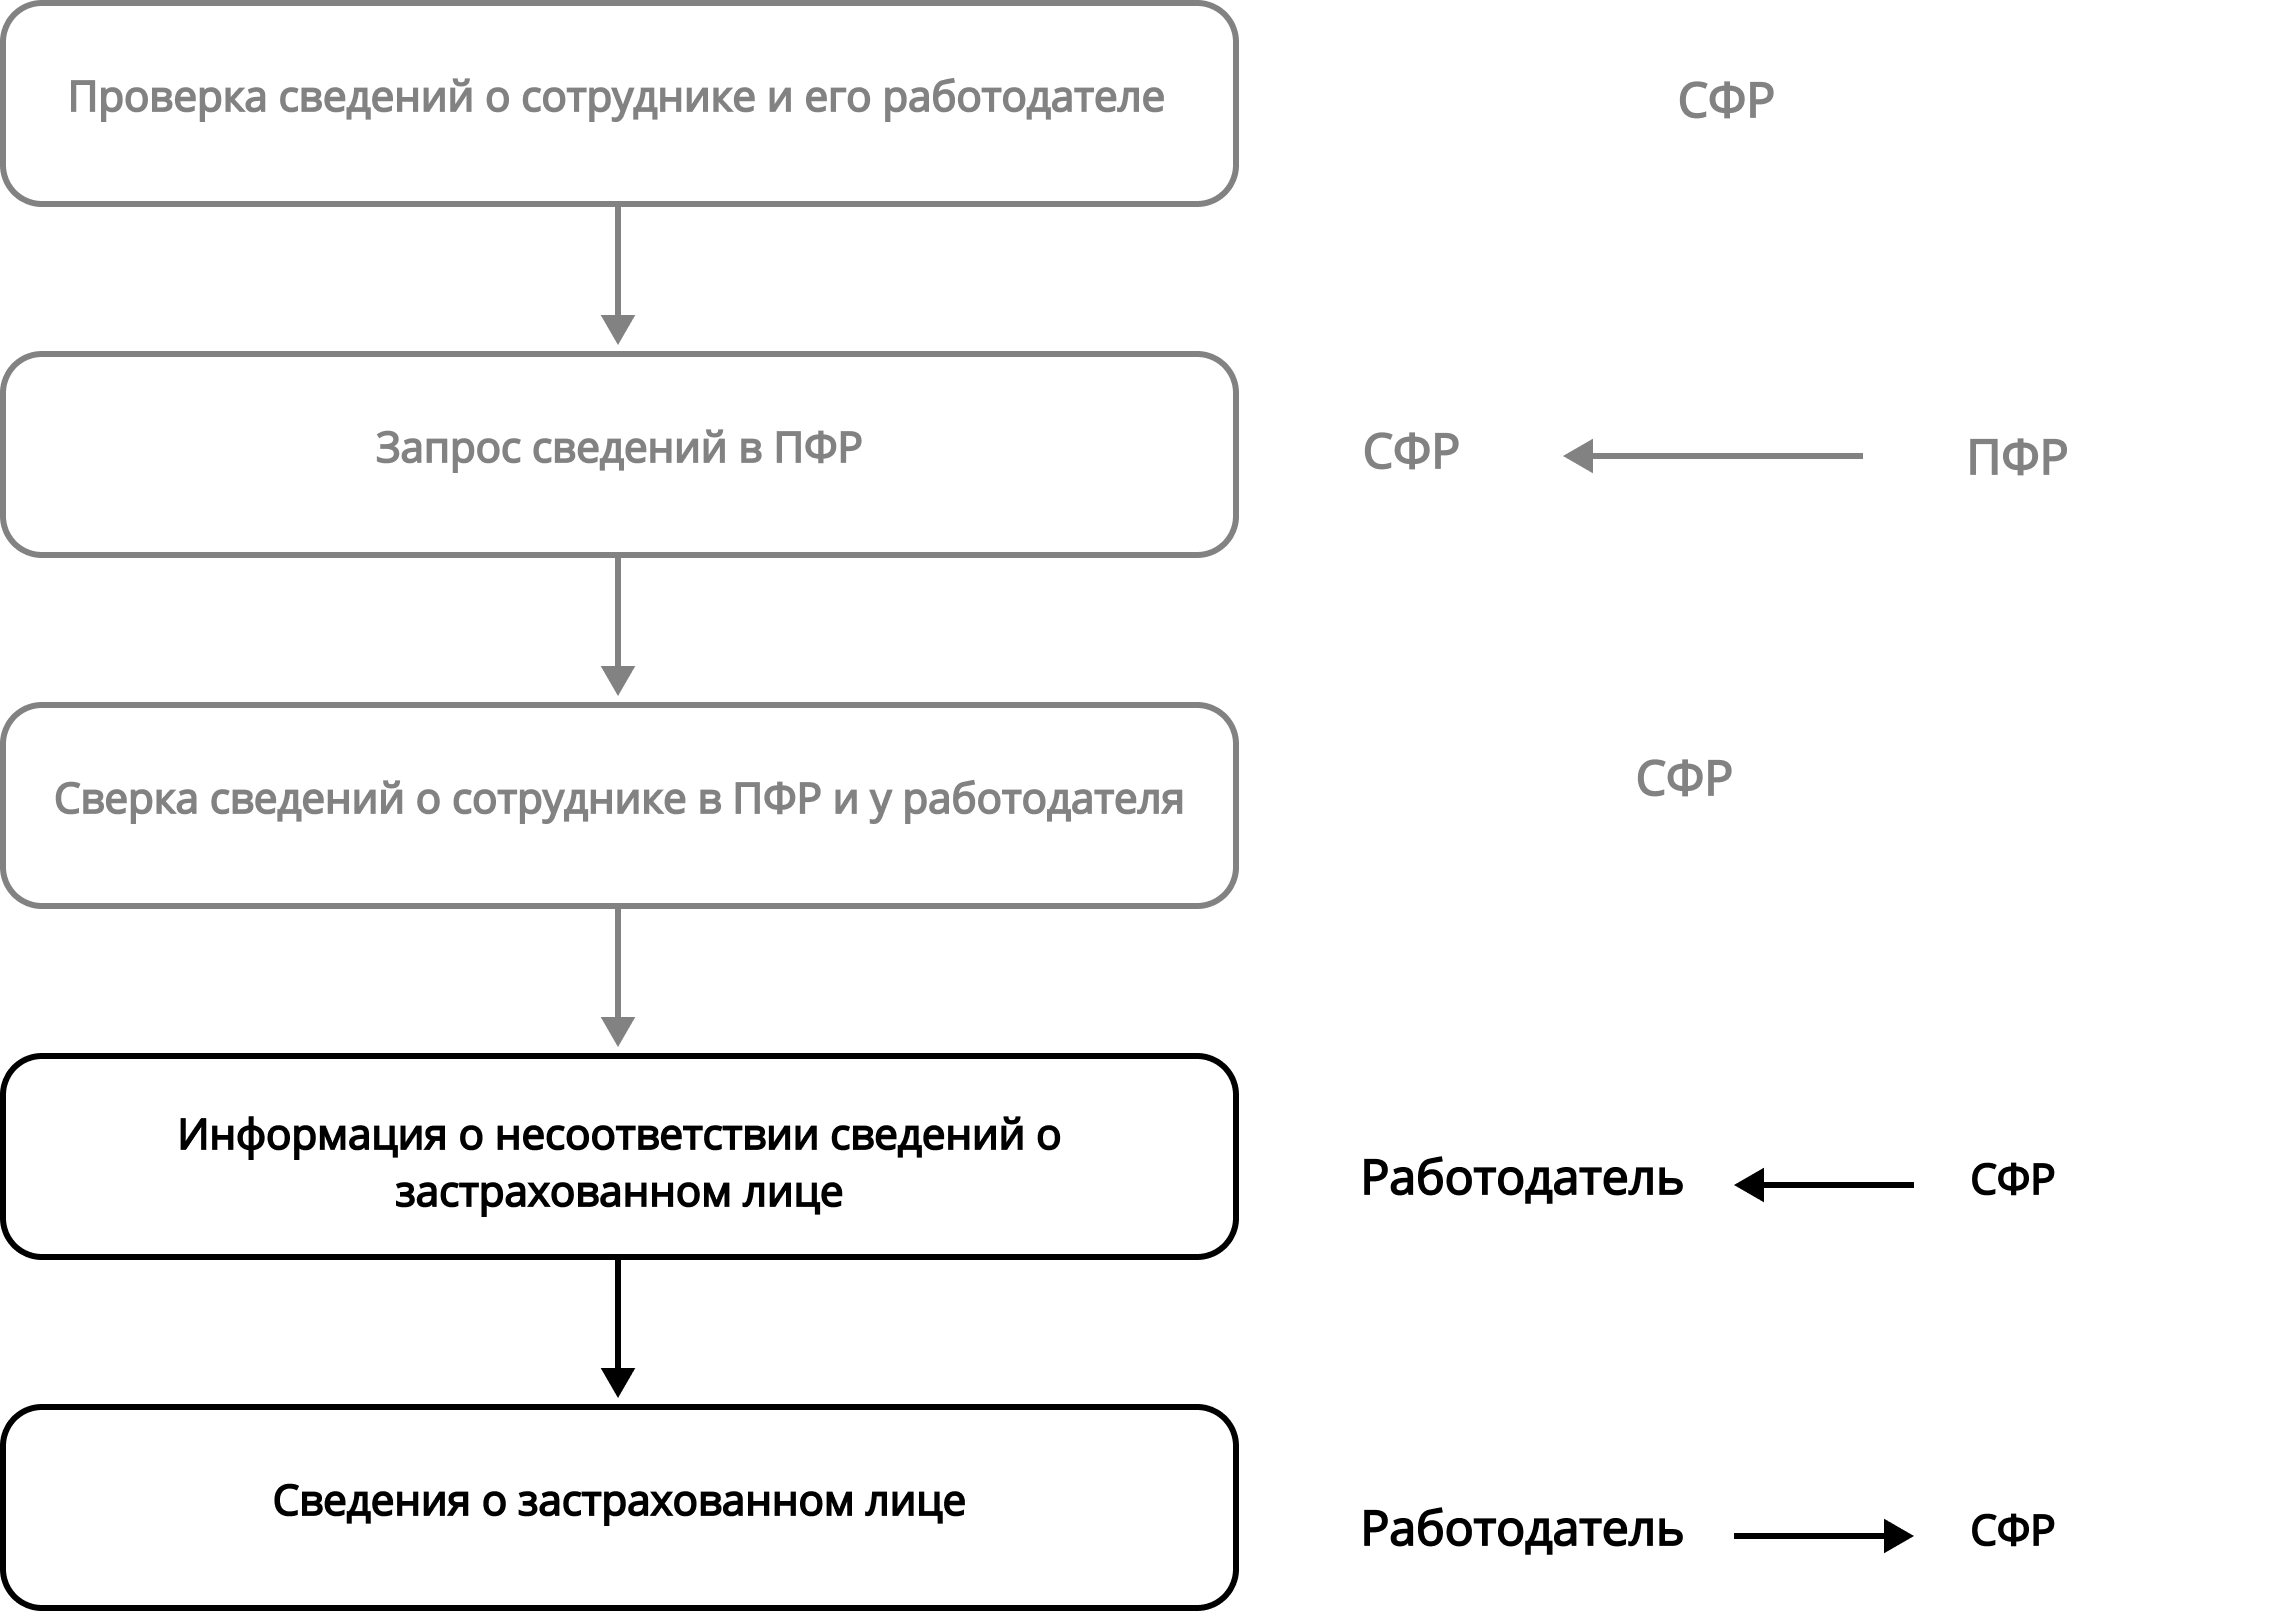 Проверка сведений о сотруднике и его работодателе
СФР
Запрос сведений в ПФР
СФР
ПФР
Сверка сведений о сотруднике в ПФР и у работодателя
СФР
Информация о несоответствии сведений о
застрахованном лице
Работодатель
СФР
Сведения о застрахованном лице
Работодатель
СФР